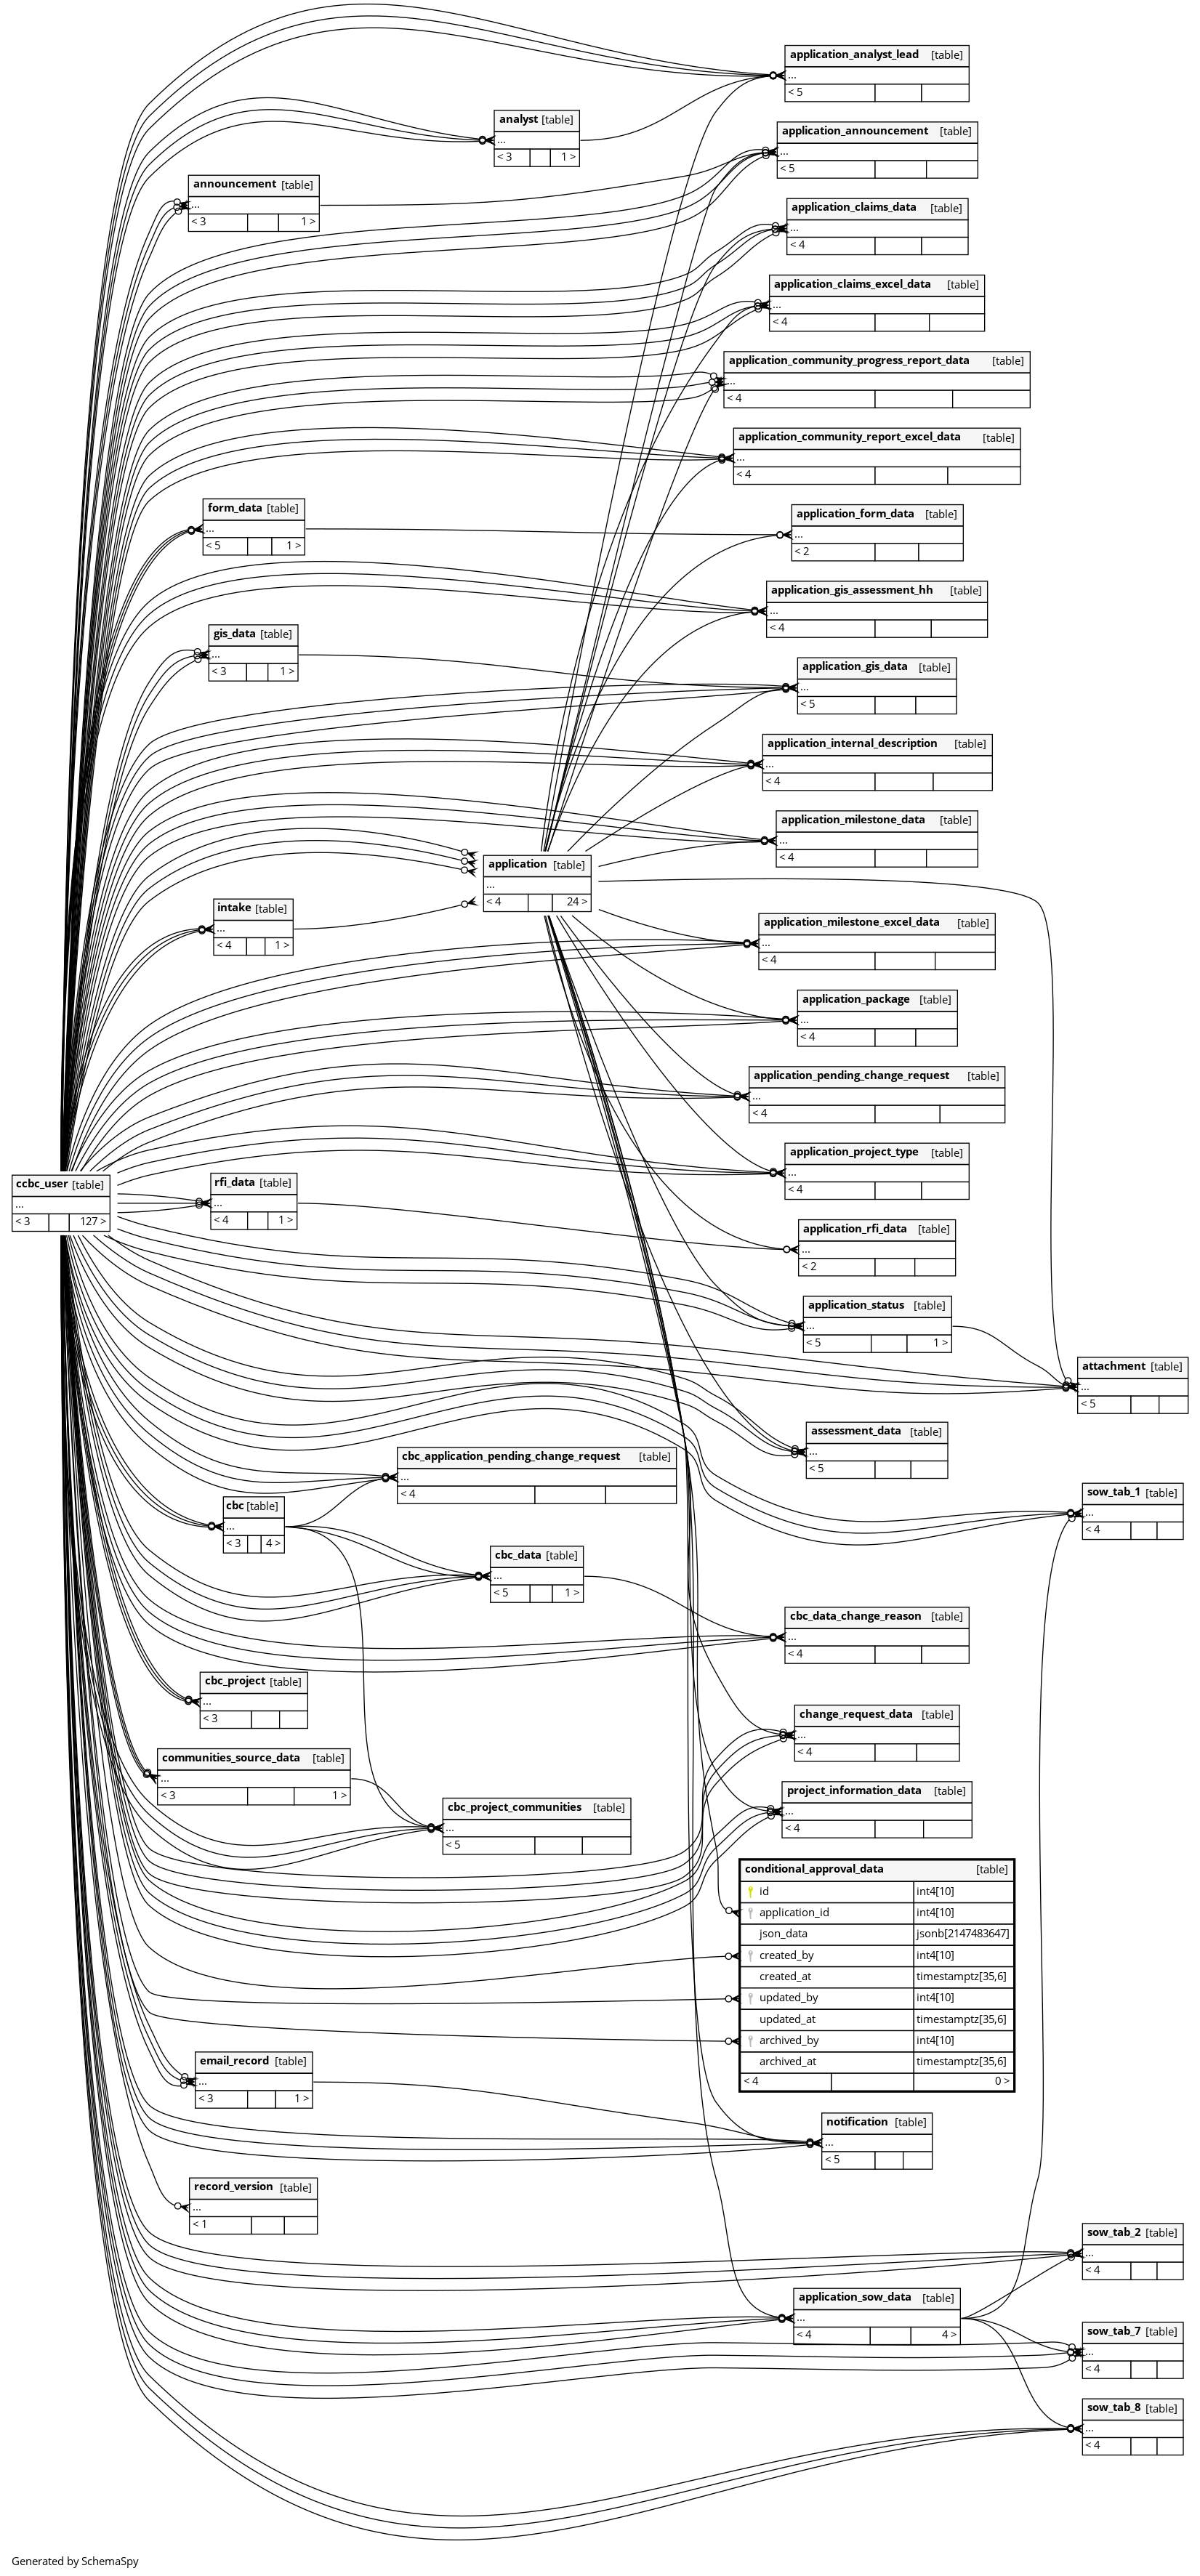 application_analyst_lead [table]
...
< 5
analyst [table]
...
< 3 1 >
application_announcement [table]
...
< 5
announcement [table]
...
< 3 1 >
application_claims_data [table]
...
< 4
application_claims_excel_data [table]
...
< 4
application_community_progress_report_data [table]
...
< 4
application_community_report_excel_data [table]
...
< 4
form_data [table]
...
< 5 1 >
application_form_data [table]
...
< 2
application_gis_assessment_hh [table]
...
< 4
gis_data [table]
...
< 3 1 >
application_gis_data [table]
...
< 5
application_internal_description [table]
...
< 4
application_milestone_data [table]
...
< 4
application [table]
...
< 4 24 >
intake [table]
...
< 4 1 >
application_milestone_excel_data [table]
...
< 4
application_package [table]
...
< 4
application_pending_change_request [table]
...
< 4
application_project_type [table]
...
< 4
ccbc_user [table]
...
< 3 127 >
rfi_data [table]
...
< 4 1 >
application_rfi_data [table]
...
< 2
application_status [table]
...
< 5 1 >
attachment [table]
...
< 5
assessment_data [table]
...
< 5
cbc_application_pending_change_request [table]
...
< 4
sow_tab_1 [table]
...
< 4
cbc [table]
...
< 3 4 >
cbc_data [table]
...
< 5 1 >
cbc_data_change_reason [table]
...
< 4
cbc_project [table]
...
< 3
change_request_data [table]
...
< 4
communities_source_data [table]
...
< 3 1 >
project_information_data [table]
...
< 4
cbc_project_communities [table]
...
< 5
conditional_approval_data [table]
id int4[10]
application_id int4[10]
json_data jsonb[2147483647]
created_by int4[10]
created_at timestamptz[35,6]
updated_by int4[10]
updated_at timestamptz[35,6]
archived_by int4[10]
archived_at timestamptz[35,6]
< 4 0 >
email_record [table]
...
< 3 1 >
notification [table]
...
< 5
record_version [table]
...
< 1
sow_tab_2 [table]
...
< 4
application_sow_data [table]
...
< 4 4 >
sow_tab_7 [table]
...
< 4
sow_tab_8 [table]
...
< 4
Generated by SchemaSpy